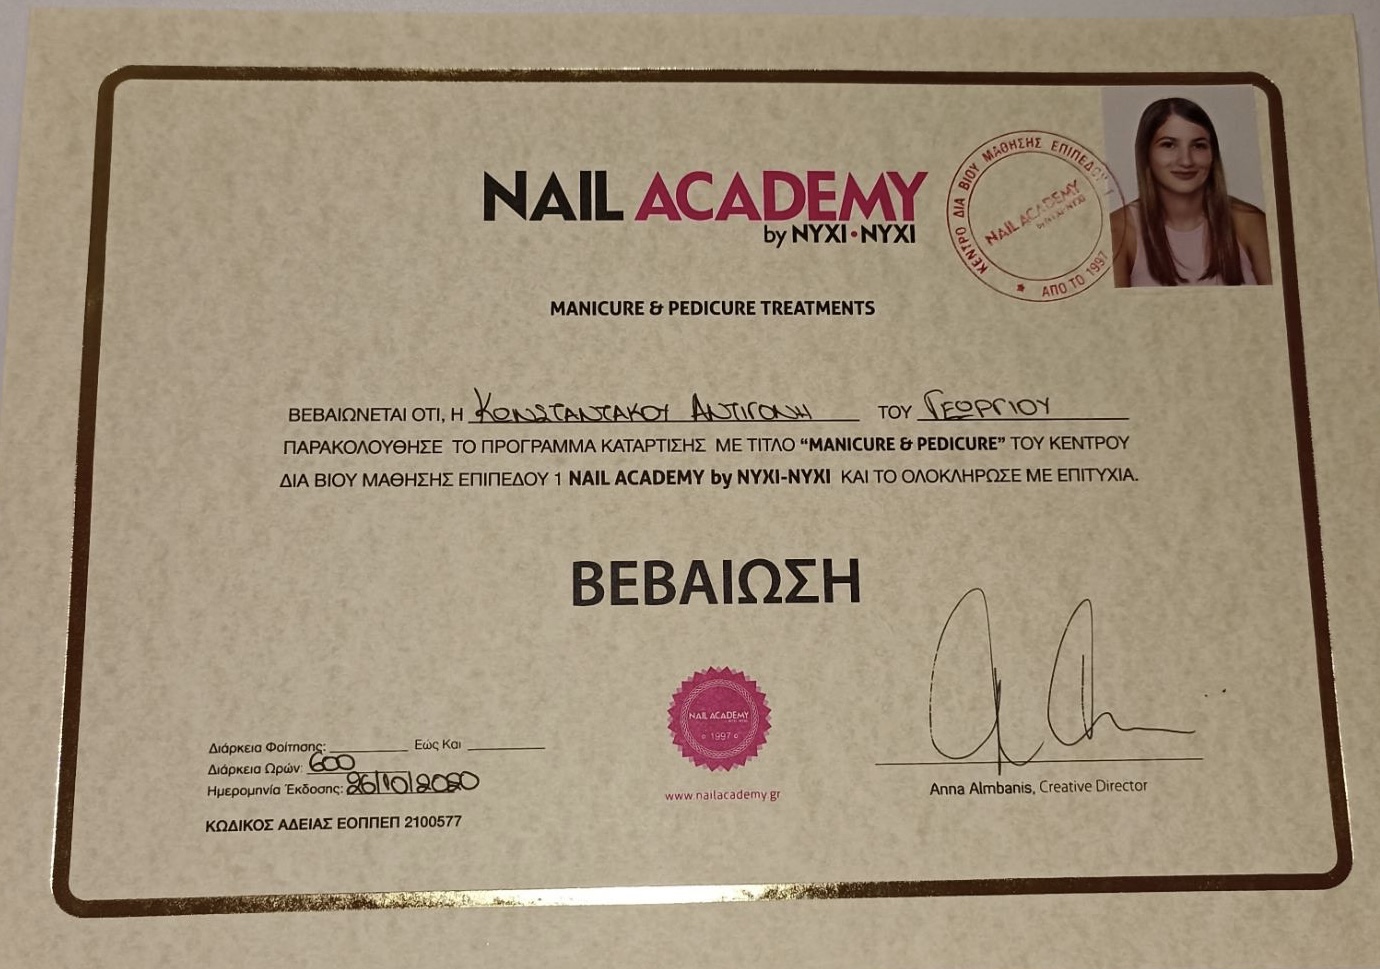 NAIL ACADEMY
by NYXI•NYXI
ΚΕΝΤΡΟ ΔΙΑ ΒΙΟΥ ΜΑΘΗΣΗΣ ΕΠΙΠΕΔΟΥ 1
NAIL ACADEMY
by NYXI NYXI
★ ΑΠΟ ΤΟ 1997
MANICURE & PEDICURE TREATMENTS
ΒΕΒΑΙΩΝΕΤΑΙ ΟΤΙ, Η ΚΩΝΣΤΑΝΤΑΚΟΥ ΑΝΤΙΓΟΝΗ ΤΟΥ ΓΕΩΡΓΙΟΥ
ΠΑΡΑΚΟΛΟΥΘΗΣΕ ΤΟ ΠΡΟΓΡΑΜΜΑ ΚΑΤΑΡΤΙΣΗΣ ΜΕ ΤΙΤΛΟ “MANICURE & PEDICURE” ΤΟΥ ΚΕΝΤΡΟΥ
ΔΙΑ ΒΙΟΥ ΜΑΘΗΣΗΣ ΕΠΙΠΕΔΟΥ 1 NAIL ACADEMY by NYXI-NYXI ΚΑΙ ΤΟ ΟΛΟΚΛΗΡΩΣΕ ΜΕ ΕΠΙΤΥΧΙΑ.
ΒΕΒΑΙΩΣΗ
NAIL ACADEMY
1997
www.nailacademy.gr
Διάρκεια Φοίτησης: Εώς Και
Διάρκεια Ωρών: 600
Ημερομηνία Έκδοσης: 26/10/2020
ΚΩΔΙΚΟΣ ΑΔΕΙΑΣ ΕΟΠΠΕΠ 2100577
Anna Almbanis, Creative Director